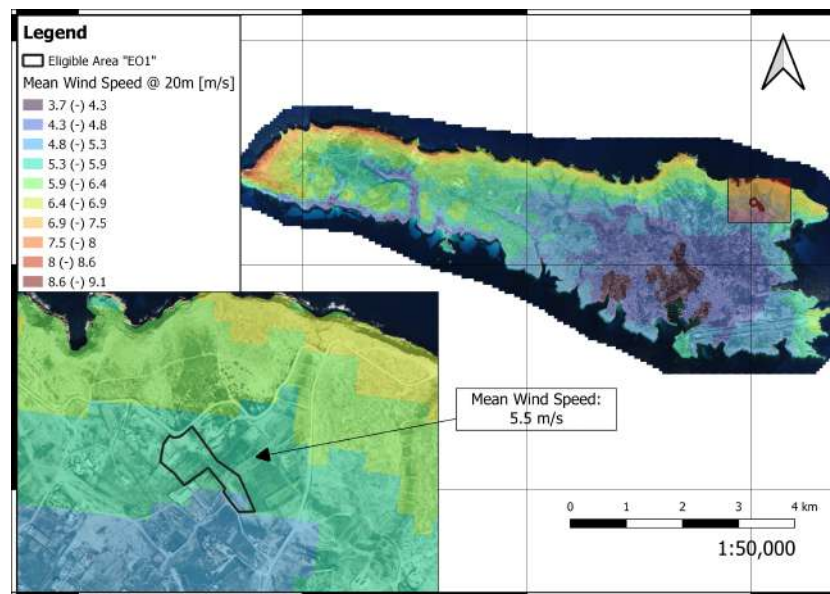 Legend
Eligible Area "EO1"
Mean Wind Speed @ 20m [m/s]
3.7 (-) 4.3
4.3 (-) 4.8
4.8 (-) 5.3
5.3 (-) 5.9
5.9 (-) 6.4
6.4 (-) 6.9
6.9 (-) 7.5
7.5 (-) 8
8 (-) 8.6
8.6 (-) 9.1
Mean Wind Speed:
5.5 m/s
0 1 2 3 4 km
1:50,000